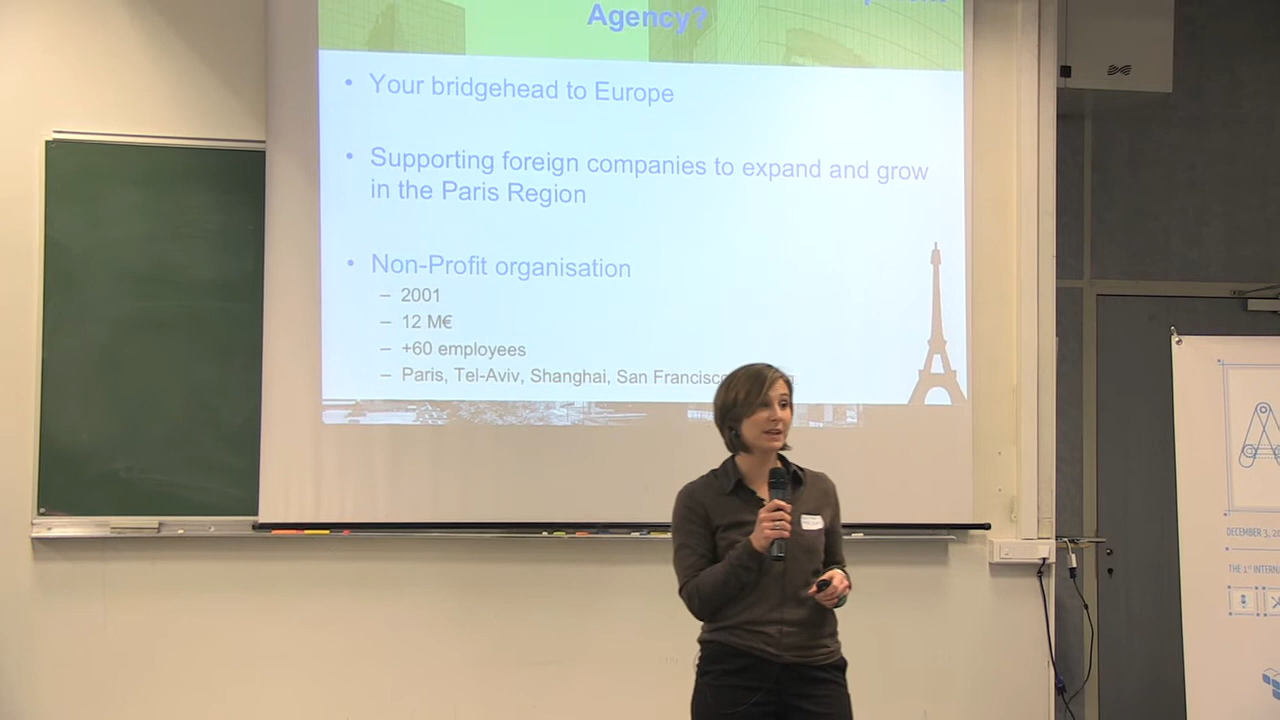 Agency?
• Your bridgehead to Europe
• Supporting foreign companies to expand and grow
in the Paris Region
• Non-Profit organisation
– 2001
– 12 M€
– +60 employees
– Paris, Tel-Aviv, Shanghai, San Francisco
DECEMBER 3, 20
THE 1st INTERN